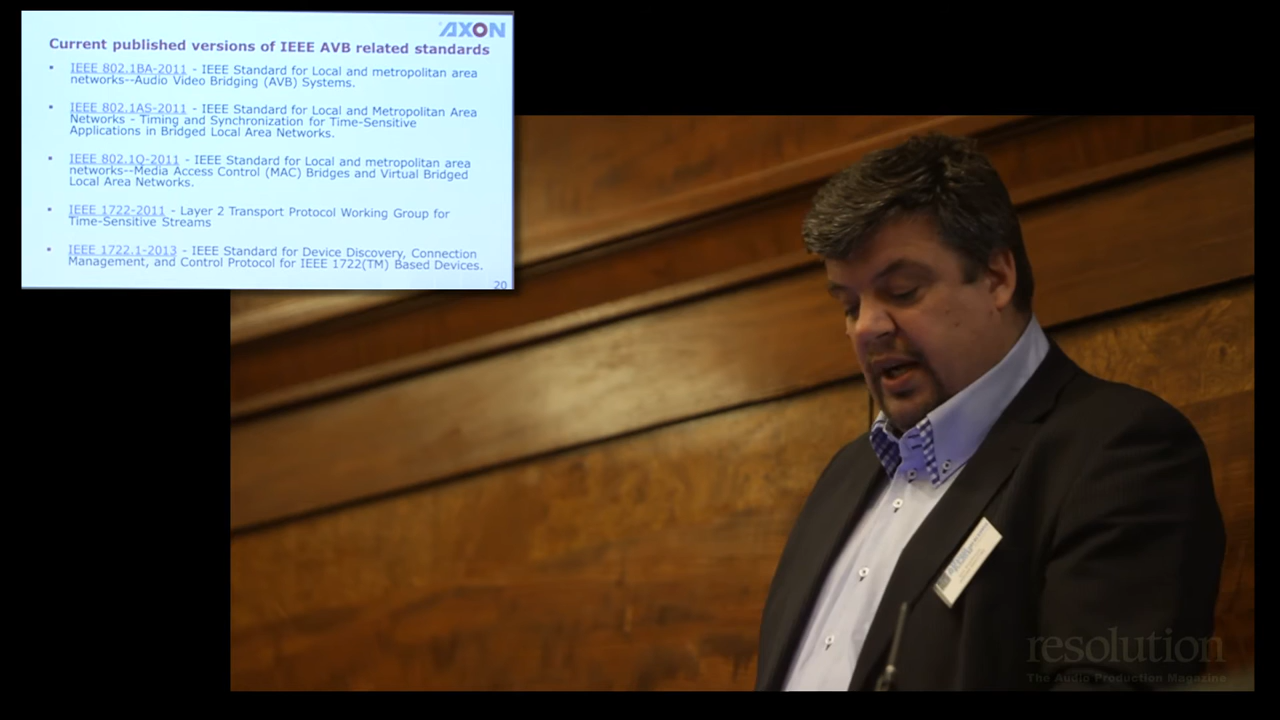 AXON
Current published versions of IEEE AVB related standards
• IEEE 802.1BA-2011 - IEEE Standard for Local and metropolitan area
networks--Audio Video Bridging (AVB) Systems.
• IEEE 802.1AS-2011 - IEEE Standard for Local and Metropolitan Area
Networks - Timing and Synchronization for Time-Sensitive
Applications in Bridged Local Area Networks.
• IEEE 802.1Q-2011 - IEEE Standard for Local and metropolitan area
networks--Media Access Control (MAC) Bridges and Virtual Bridged
Local Area Networks.
• IEEE 1722-2011 - Layer 2 Transport Protocol Working Group for
Time-Sensitive Streams
• IEEE 1722.1-2013 - IEEE Standard for Device Discovery, Connection
Management, and Control Protocol for IEEE 1722(TM) Based Devices.
20
resolution
The Audio Production Magazine